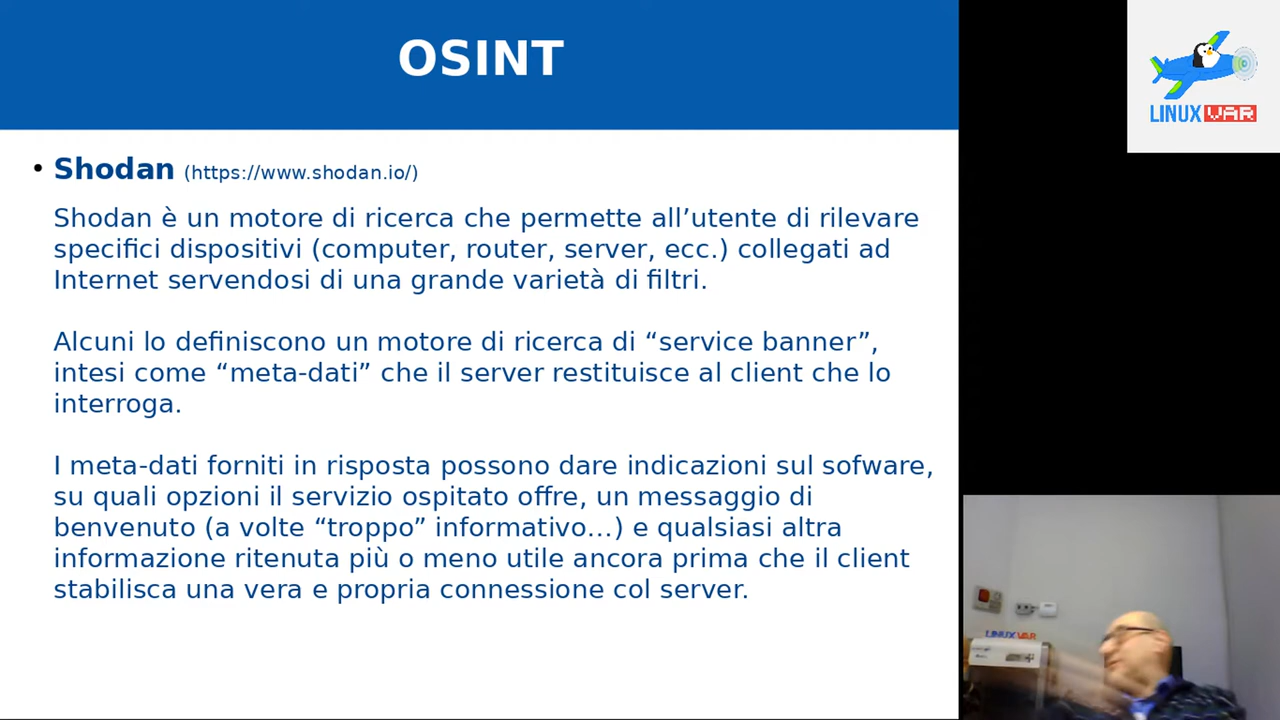 OSINT
• Shodan (https://www.shodan.io/)
Shodan è un motore di ricerca che permette all’utente di rilevare
specifici dispositivi (computer, router, server, ecc.) collegati ad
Internet servendosi di una grande varietà di filtri.
Alcuni lo definiscono un motore di ricerca di “service banner”,
intesi come “meta-dati” che il server restituisce al client che lo
interroga.
I meta-dati forniti in risposta possono dare indicazioni sul sofware,
su quali opzioni il servizio ospitato offre, un messaggio di
benvenuto (a volte “troppo” informativo...) e qualsiasi altra
informazione ritenuta più o meno utile ancora prima che il client
stabilisca una vera e propria connessione col server.
LINUX VAR
LINUX VAR